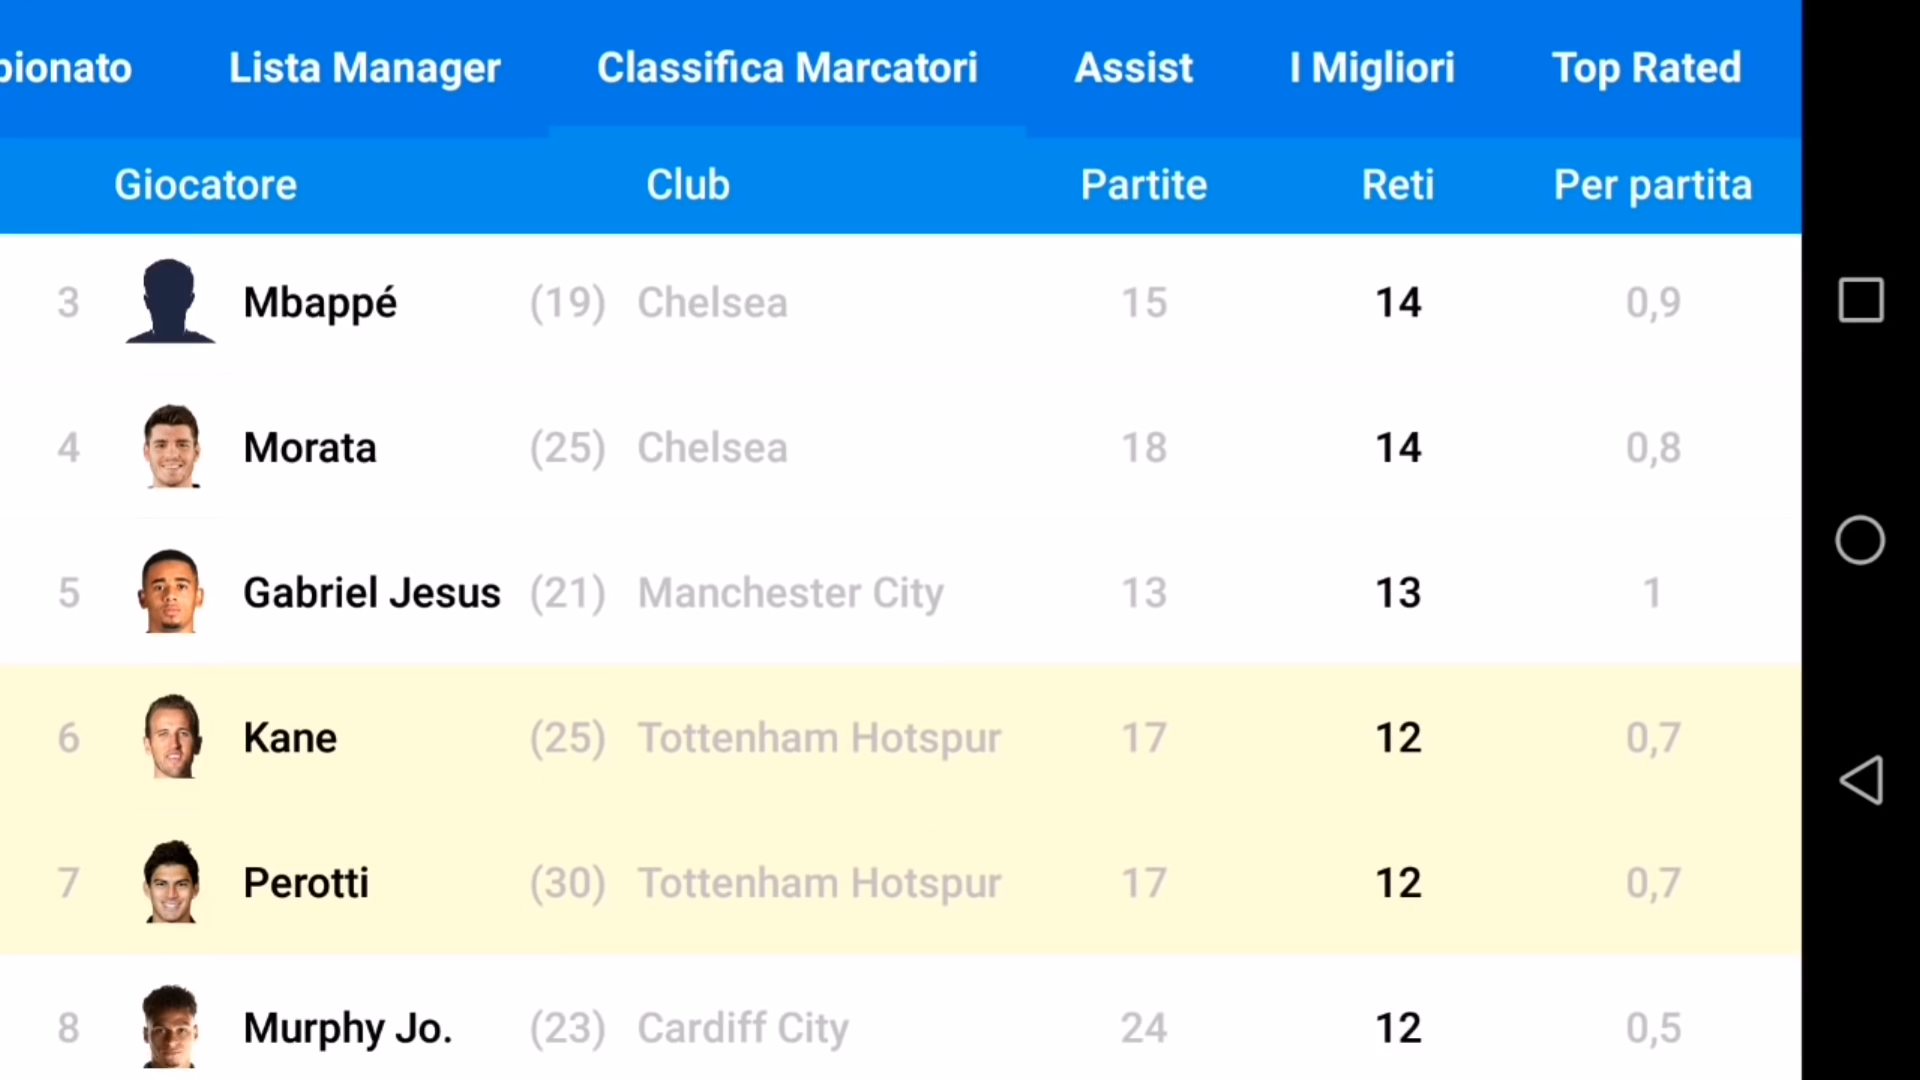 pionato Lista Manager Classifica Marcatori Assist I Migliori Top Rated
Giocatore Club Partite Reti Per partita
3 Mbappé (19) Chelsea 15 14 0,9
4 Morata (25) Chelsea 18 14 0,8
5 Gabriel Jesus (21) Manchester City 13 13 1
6 Kane (25) Tottenham Hotspur 17 12 0,7
7 Perotti (30) Tottenham Hotspur 17 12 0,7
8 Murphy Jo. (23) Cardiff City 24 12 0,5